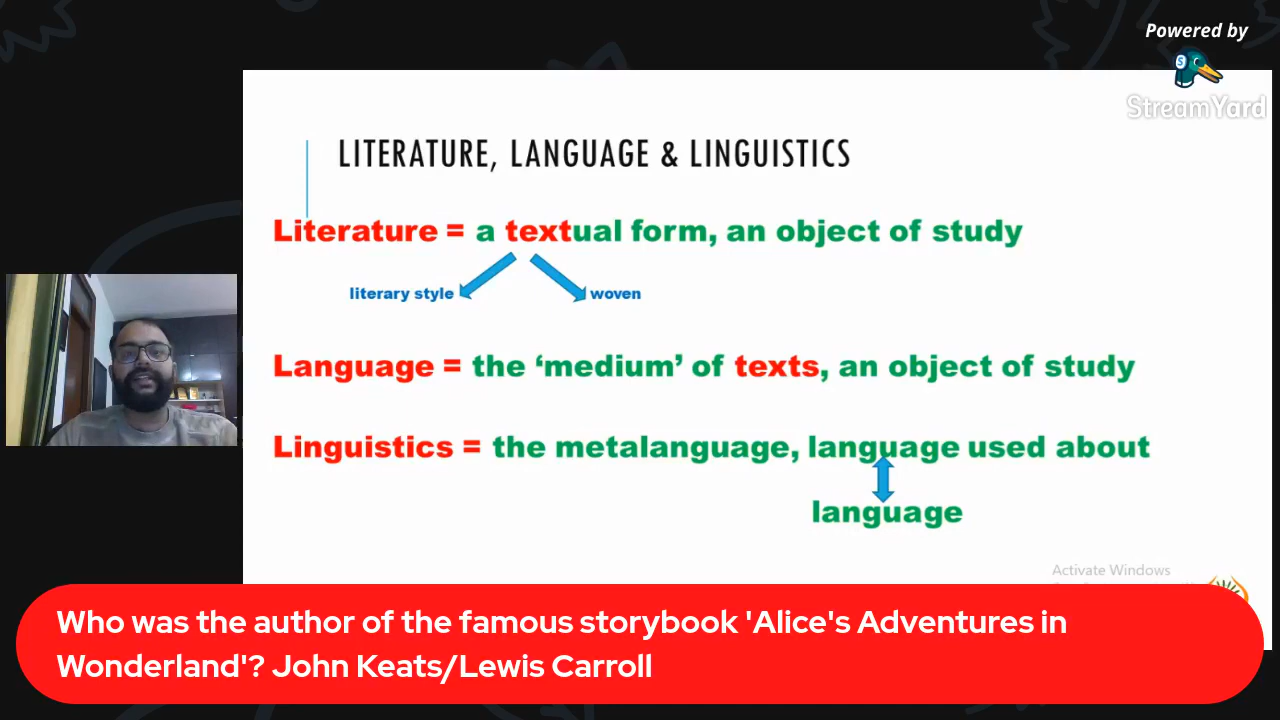 Powered by
StreamYard
LITERATURE, LANGUAGE & LINGUISTICS
Literature = a textual form, an object of study
literary style
woven
Language = the ‘medium’ of texts, an object of study
Linguistics = the metalanguage, language used about
language
Activate Windows
Who was the author of the famous storybook 'Alice's Adventures in
Wonderland'? John Keats/Lewis Carroll